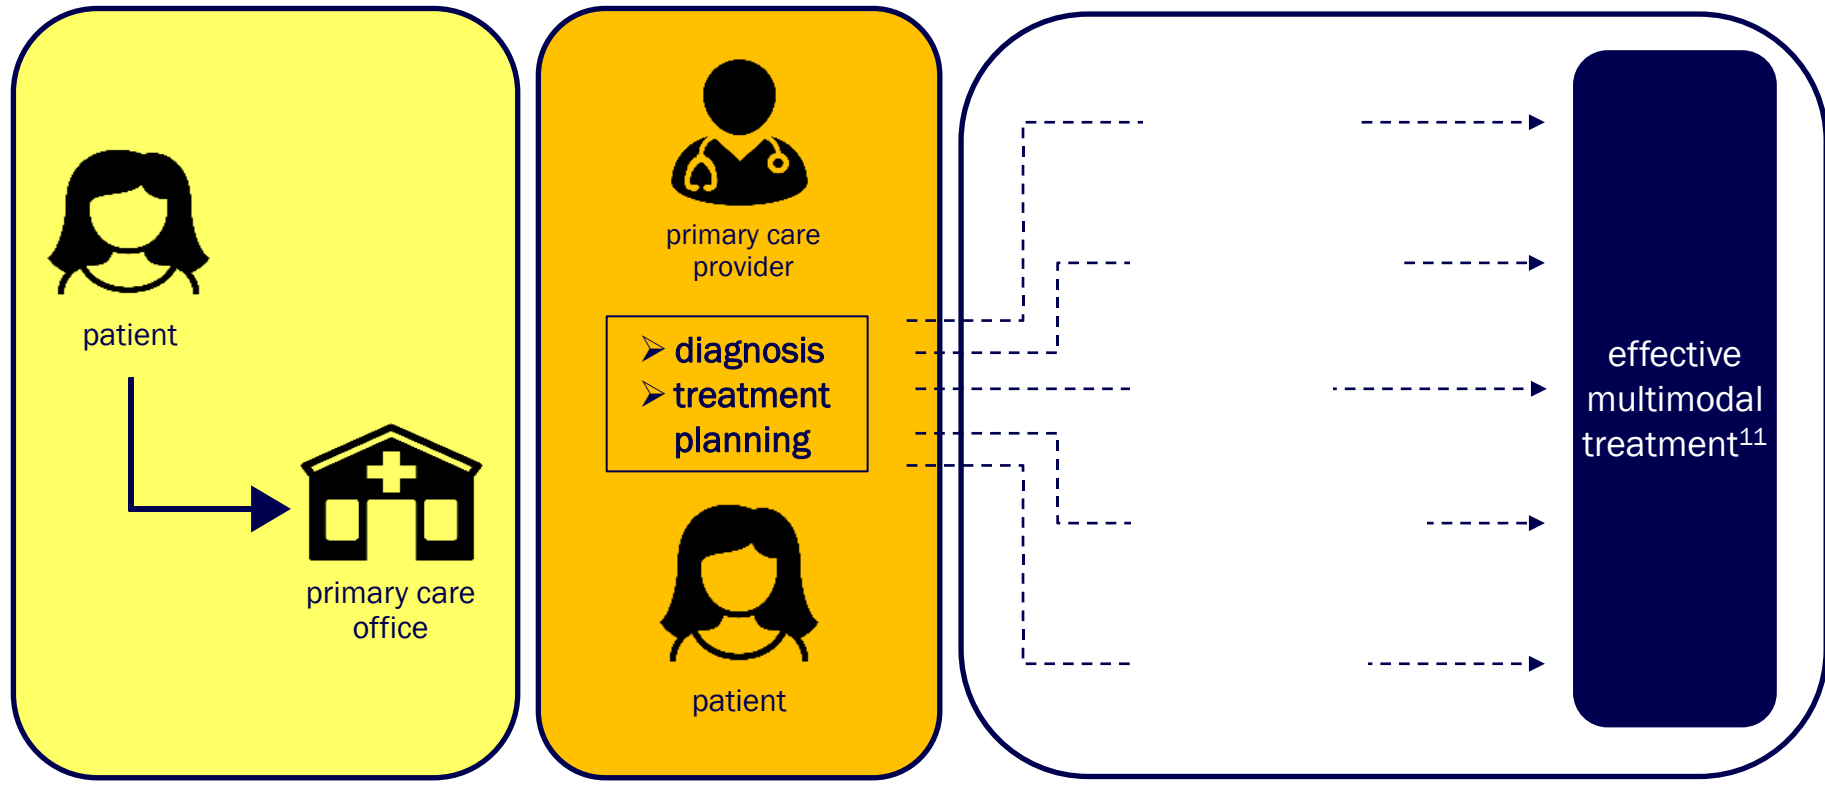 patient
primary care
office
primary care
provider
➢ diagnosis
➢ treatment
planning
patient
effective
multimodal
treatment¹¹